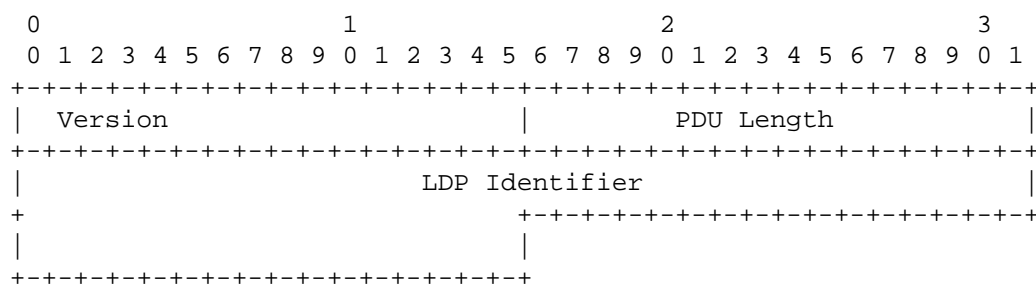 0                   1                   2                   3
 0 1 2 3 4 5 6 7 8 9 0 1 2 3 4 5 6 7 8 9 0 1 2 3 4 5 6 7 8 9 0 1
+-+-+-+-+-+-+-+-+-+-+-+-+-+-+-+-+-+-+-+-+-+-+-+-+-+-+-+-+-+-+-+-+
|  Version                      |         PDU Length            |
+-+-+-+-+-+-+-+-+-+-+-+-+-+-+-+-+-+-+-+-+-+-+-+-+-+-+-+-+-+-+-+-+
|                         LDP Identifier                        |
+                               +-+-+-+-+-+-+-+-+-+-+-+-+-+-+-+-+
|                               |
+-+-+-+-+-+-+-+-+-+-+-+-+-+-+-+-+